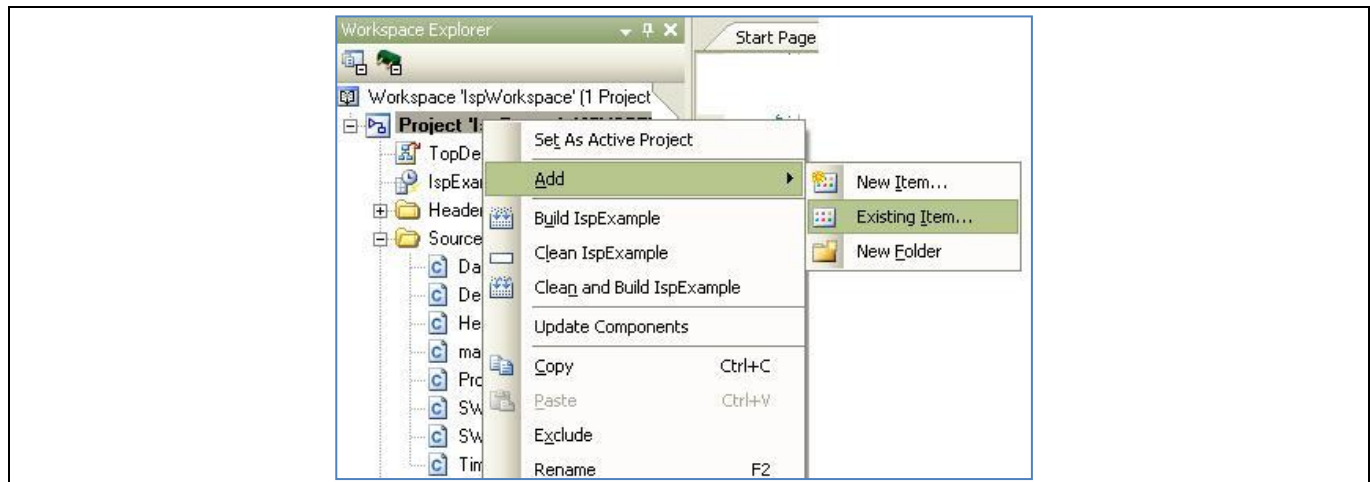 Workspace Explorer
Start Page
Workspace 'IspWorkspace' (1 Project
Project
Set As Active Project
TopDe
Add
New Item...
IspExa
Header
Build IspExample
Existing Item...
Source
Clean IspExample
New Folder
Da
De
Clean and Build IspExample
He
Update Components
ma
Copy Ctrl+C
Pro
Paste Ctrl+V
SW
SW
Exclude
Tim
Rename F2